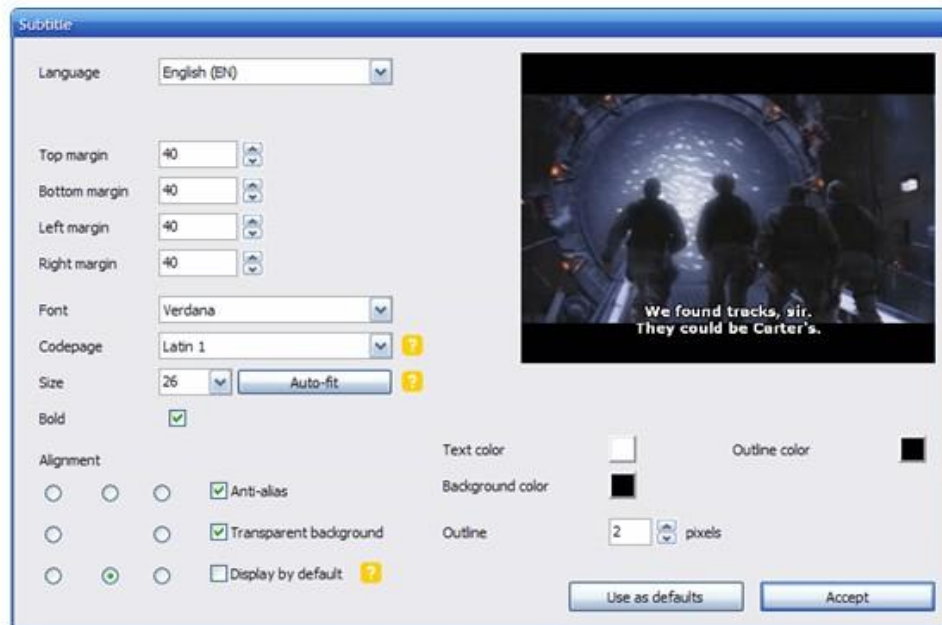 Subtitle
Language English (EN)
Top margin 40
Bottom margin 40
Left margin 40
Right margin 40
Font Verdana
Codepage Latin 1 ?
Size 26 Auto-fit ?
Bold
Alignment
Anti-alias
Transparent background
Display by default ?
We found tracks, sir.
They could be Carter's.
Text color Outline color
Background color
Outline 2 pixels
Use as defaults Accept